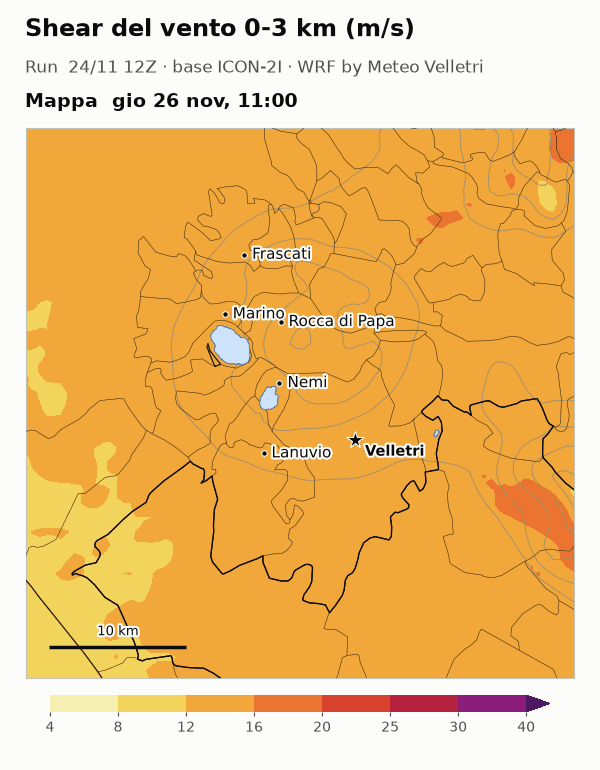 Shear del vento 0-3 km (m/s)
Run  24/11 12Z · base ICON-2I · WRF by Meteo Velletri
Mappa  gio 26 nov, 11:00
Frascati
Marino
Rocca di Papa
Nemi
Velletri
Lanuvio
10 km
4 8 12 16 20 25 30 40